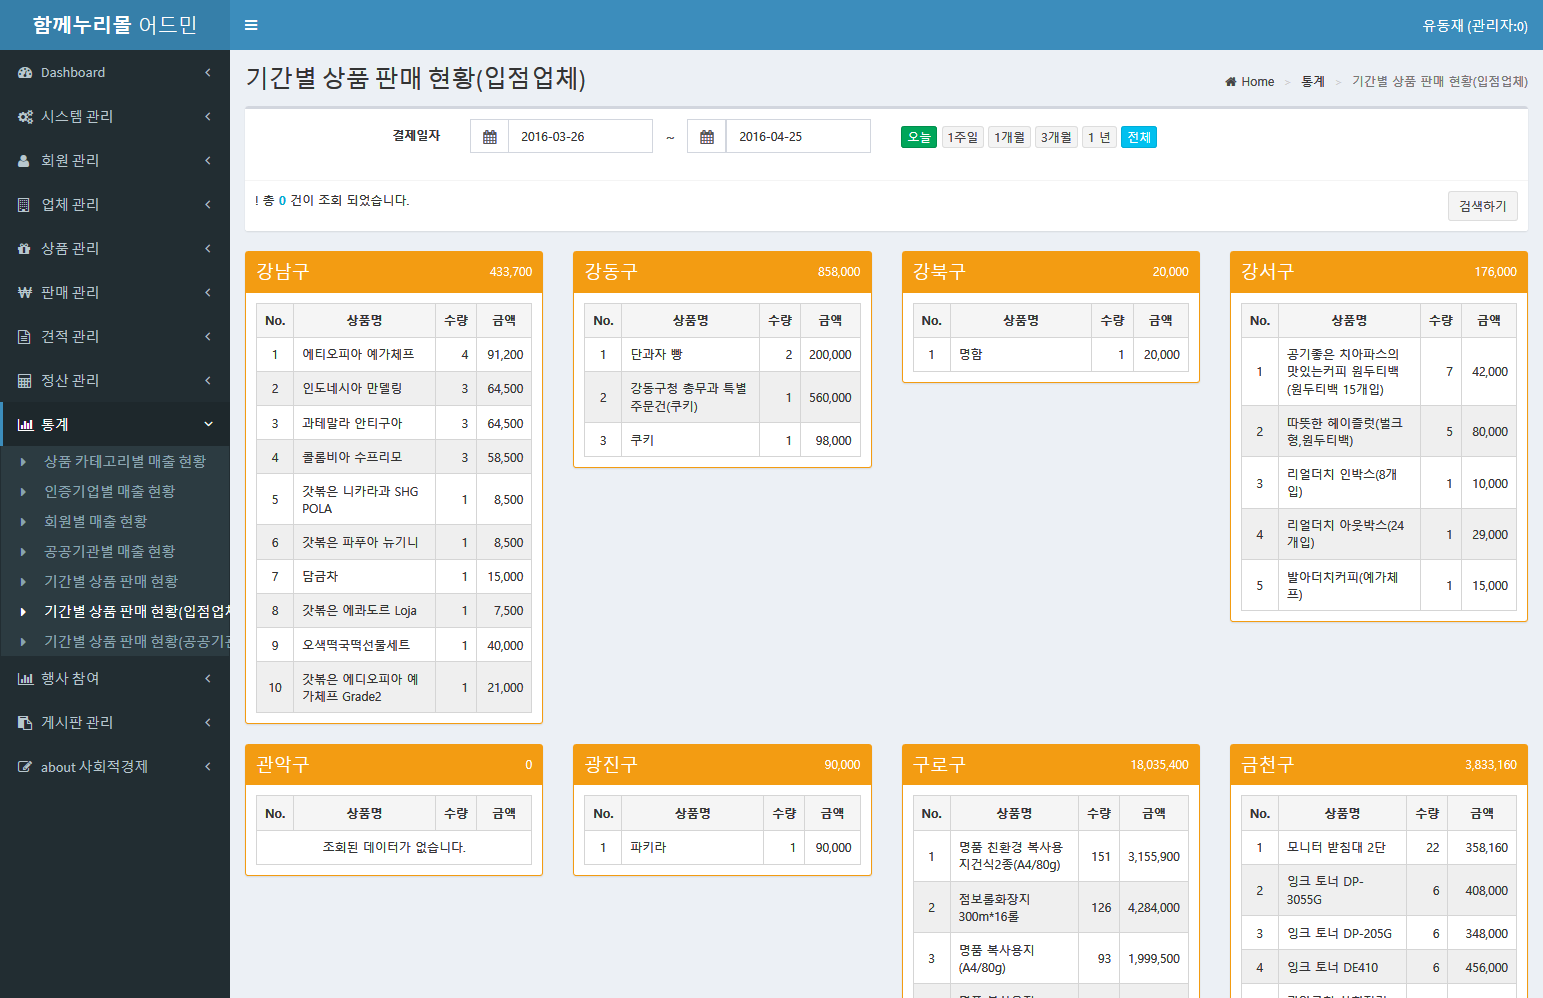 함께누리몰 어드민
유동재 (관리자:0)
Dashboard
시스템 관리
회원 관리
업체 관리
상품 관리
판매 관리
견적 관리
정산 관리
통계
상품 카테고리별 매출 현황
인증기업별 매출 현황
회원별 매출 현황
공공기관별 매출 현황
기간별 상품 판매 현황
기간별 상품 판매 현황(입점업체
기간별 상품 판매 현황(공공기관
행사 참여
게시판 관리
about 사회적경제
기간별 상품 판매 현황(입점업체)
Home > 통계 > 기간별 상품 판매 현황(입점업체)
결제일자 2016-03-26 ~ 2016-04-25 오늘 1주일 1개월 3개월 1 년 전체
! 총 0 건이 조회 되었습니다.
검색하기
강남구 433,700
No. 상품명 수량 금액
1 에티오피아 예가체프 4 91,200
2 인도네시아 만델링 3 64,500
3 과테말라 안티구아 3 64,500
4 콜롬비아 수프리모 3 58,500
5 갓볶은 니카라과 SHG
POLA 1 8,500
6 갓볶은 파푸아 뉴기니 1 8,500
7 담금차 1 15,000
8 갓볶은 에콰도르 Loja 1 7,500
9 오색떡국떡선물세트 1 40,000
10 갓볶은 에디오피아 예
가체프 Grade2 1 21,000
강동구 858,000
No. 상품명 수량 금액
1 단과자 빵 2 200,000
2 강동구청 총무과 특별
주문건(쿠키) 1 560,000
3 쿠키 1 98,000
강북구 20,000
No. 상품명 수량 금액
1 명함 1 20,000
강서구 176,000
No. 상품명 수량 금액
1 공기좋은 치아파스의
맛있는커피 원두티백
(원두티백 15개입) 7 42,000
2 따뜻한 헤이즐럿(벌크
형,원두티백) 5 80,000
3 리얼더치 인박스(8개
입) 1 10,000
4 리얼더치 아웃박스(24
개입) 1 29,000
5 발아더치커피(예가체
프) 1 15,000
관악구 0
No. 상품명 수량 금액
조회된 데이터가 없습니다.
광진구 90,000
No. 상품명 수량 금액
1 파키라 1 90,000
구로구 18,035,400
No. 상품명 수량 금액
1 명품 친환경 복사용
지건식2종(A4/80g) 151 3,155,900
2 점보롤화장지
300m*16롤 126 4,284,000
3 명품 복사용지
(A4/80g) 93 1,999,500
금천구 3,833,160
No. 상품명 수량 금액
1 모니터 받침대 2단 22 358,160
2 잉크 토너 DP-
3055G 6 408,000
3 잉크 토너 DP-205G 6 348,000
4 잉크 토너 DE410 6 456,000